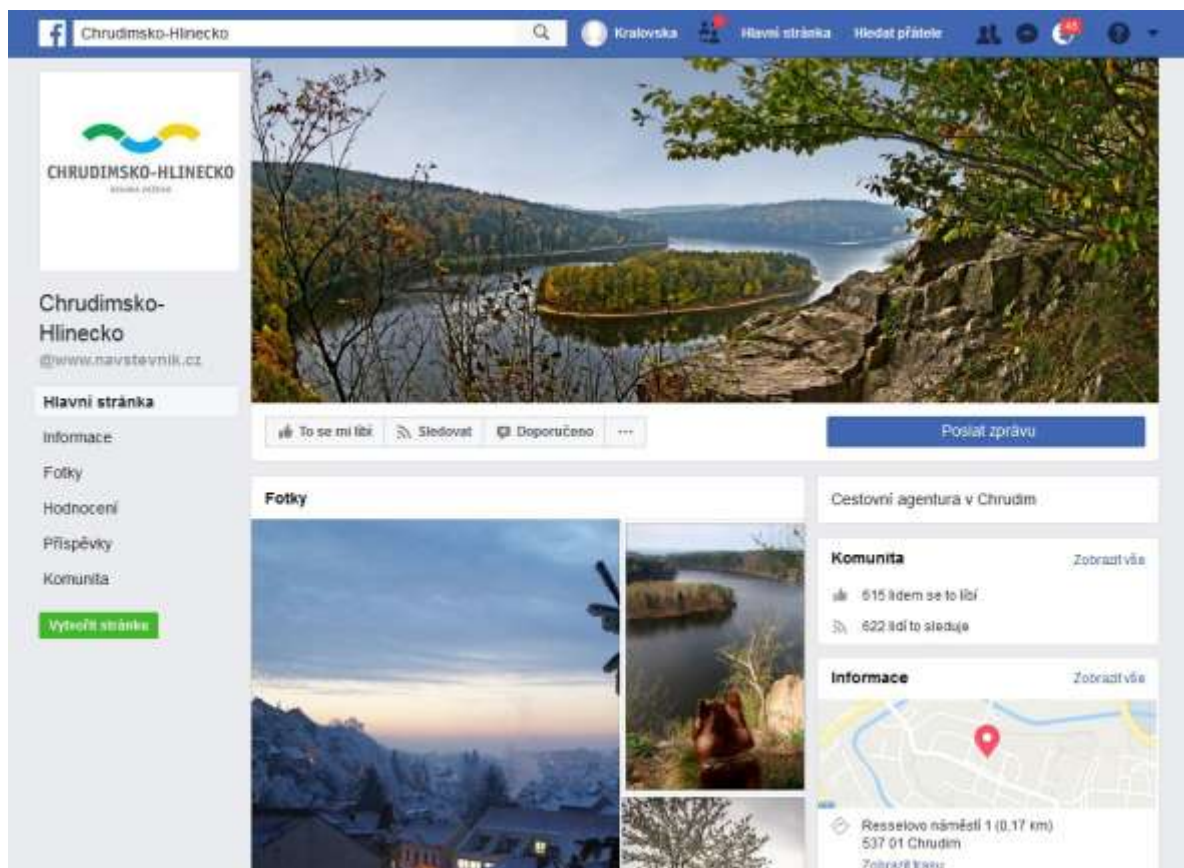 Chrudimsko-Hlinecko
Kralovska
Hlavní stránka
Hledat přátele
CHRUDIMSKO-HLINECKO
Chrudimsko-
Hlinecko
@www.navstevnik.cz
Hlavní stránka
Informace
Fotky
Hodnocení
Příspěvky
Komunita
Vytvořit stránku
To se mi líbí
Sledovat
Doporučeno
Poslat zprávu
Fotky
Cestovní agentura v Chrudim
Komunita
Zobrazit vše
615 lidem se to líbí
622 lidí to sleduje
Informace
Zobrazit vše
Resselovo náměstí 1 (0,17 km)
537 01 Chrudim
Zobrazit trasu